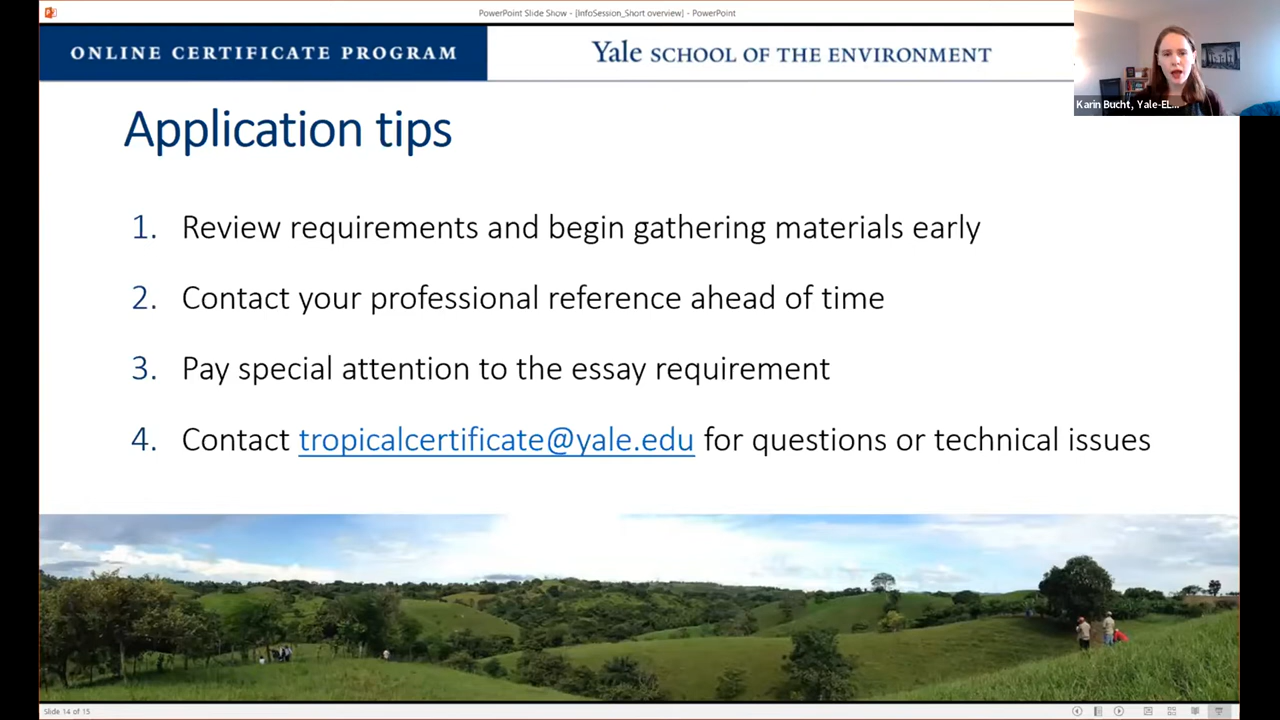 PowerPoint Slide Show - [InfoSession_Short overview] - PowerPoint
ONLINE CERTIFICATE PROGRAM
Yale SCHOOL OF THE ENVIRONMENT
Karin Bucht, Yale-EL...
Application tips
1. Review requirements and begin gathering materials early
2. Contact your professional reference ahead of time
3. Pay special attention to the essay requirement
4. Contact tropicalcertificate@yale.edu for questions or technical issues
Slide 14 of 15